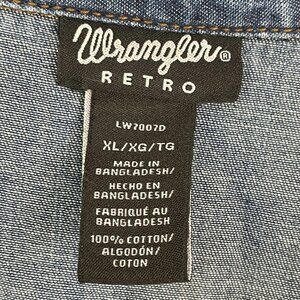 Wrangler®
RETRO
LW7007D
XL/XG/TG
MADE IN
BANGLADESH/
HECHO EN
BANGLADESH/
FABRIQUÉ AU
BANGLADESH
100% COTTON/
ALGODÓN/
COTON